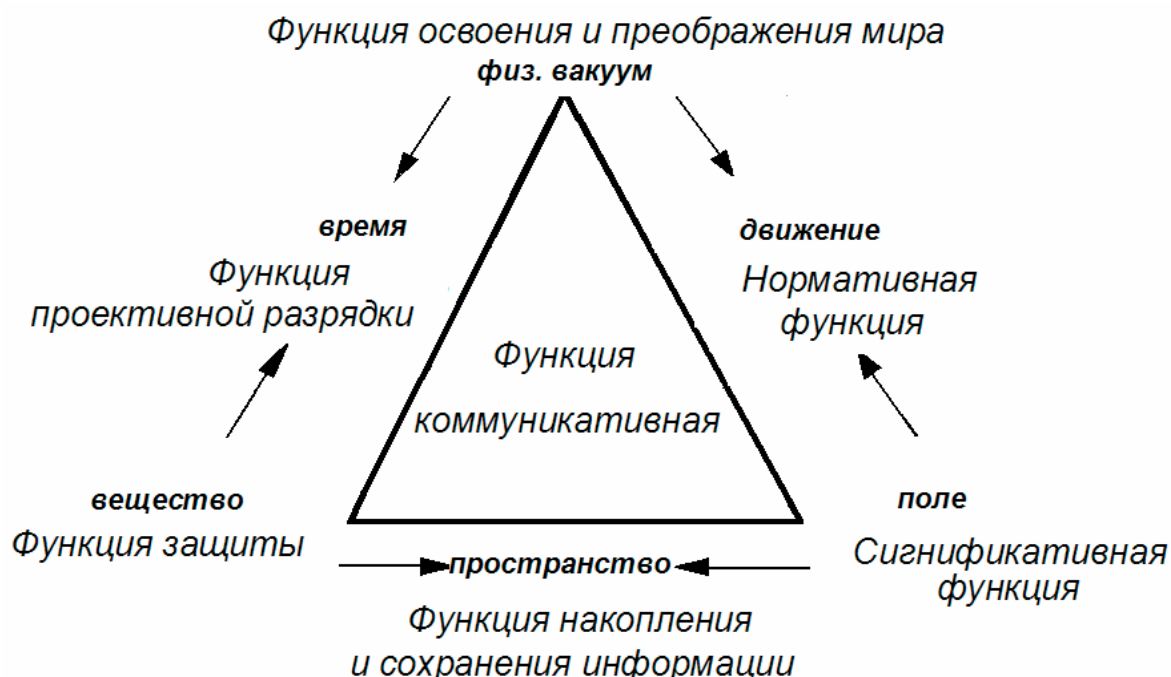 Функция освоения и преображения мира
физ. вакуум
время
движение
Функция
проективной разрядки
Нормативная
функция
Функция
коммуникативная
вещество
поле
Функция защиты
пространство
Сигнификативная
функция
Функция накопления
и сохранения информации